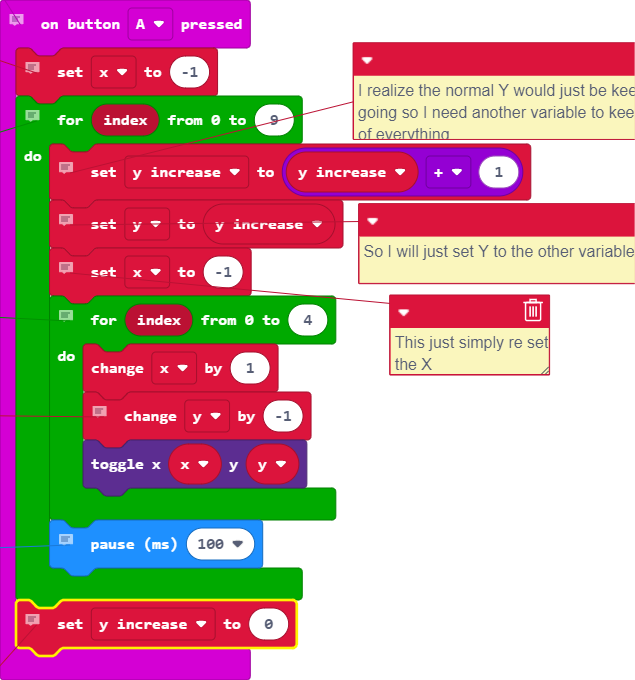 on button A pressed
set x to -1
for index from 0 to 9
do
set y increase to y increase + 1
set y to y increase
set x to -1
for index from 0 to 4
do
change x by 1
change y by -1
toggle x x y y
pause (ms) 100
set y increase to 0
I realize the normal Y would just be kee
going so I need another variable to kee
of everything
So I will just set Y to the other variable
This just simply re set
the X